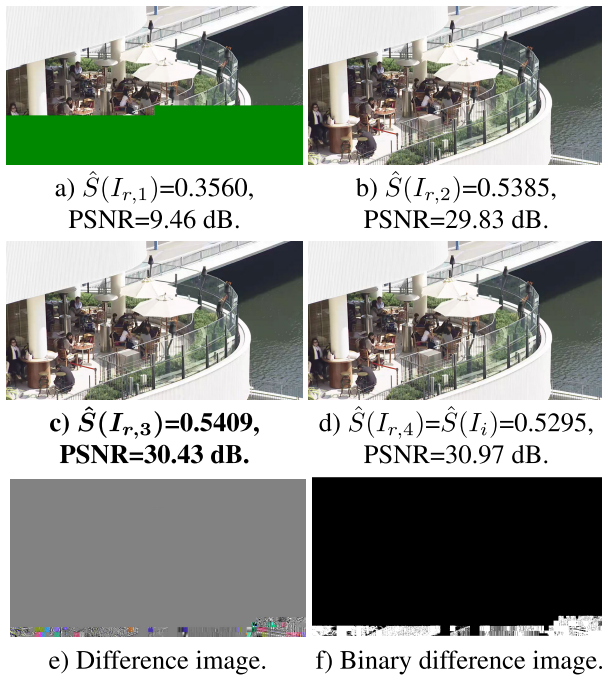 a) Ŝ(I_{r,1})=0.3560,
PSNR=9.46 dB.
b) Ŝ(I_{r,2})=0.5385,
PSNR=29.83 dB.
c) Ŝ(I_{r,3})=0.5409,
PSNR=30.43 dB.
d) Ŝ(I_{r,4})=Ŝ(I_i)=0.5295,
PSNR=30.97 dB.
e) Difference image.
f) Binary difference image.